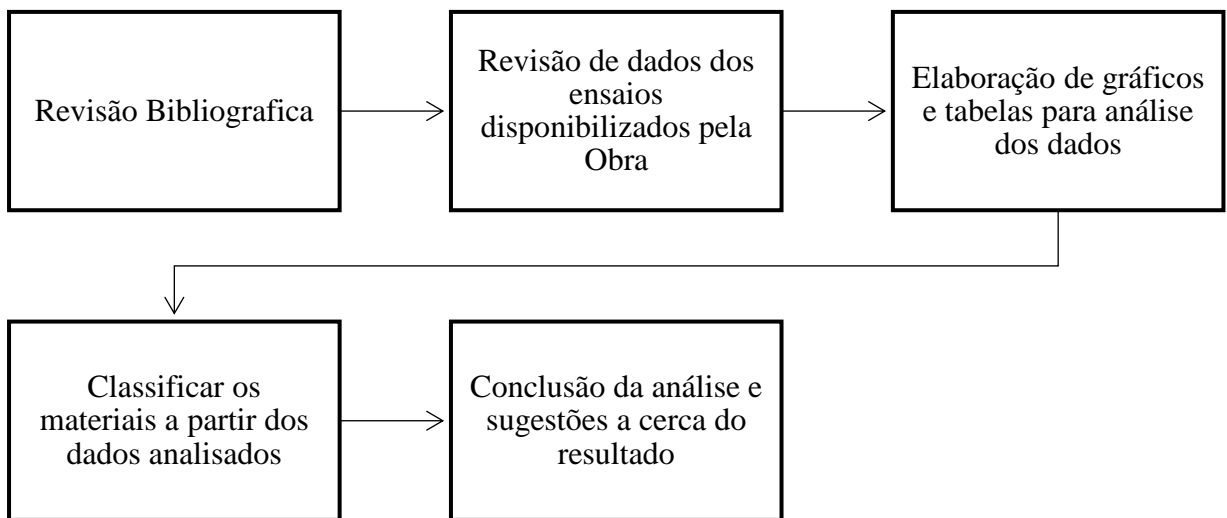 Revisão Bibliografica
Revisão de dados dos
ensaios
disponibilizados pela
Obra
Elaboração de gráficos
e tabelas para análise
dos dados
Classificar os
materiais a partir dos
dados analisados
Conclusão da análise e
sugestões a cerca do
resultado